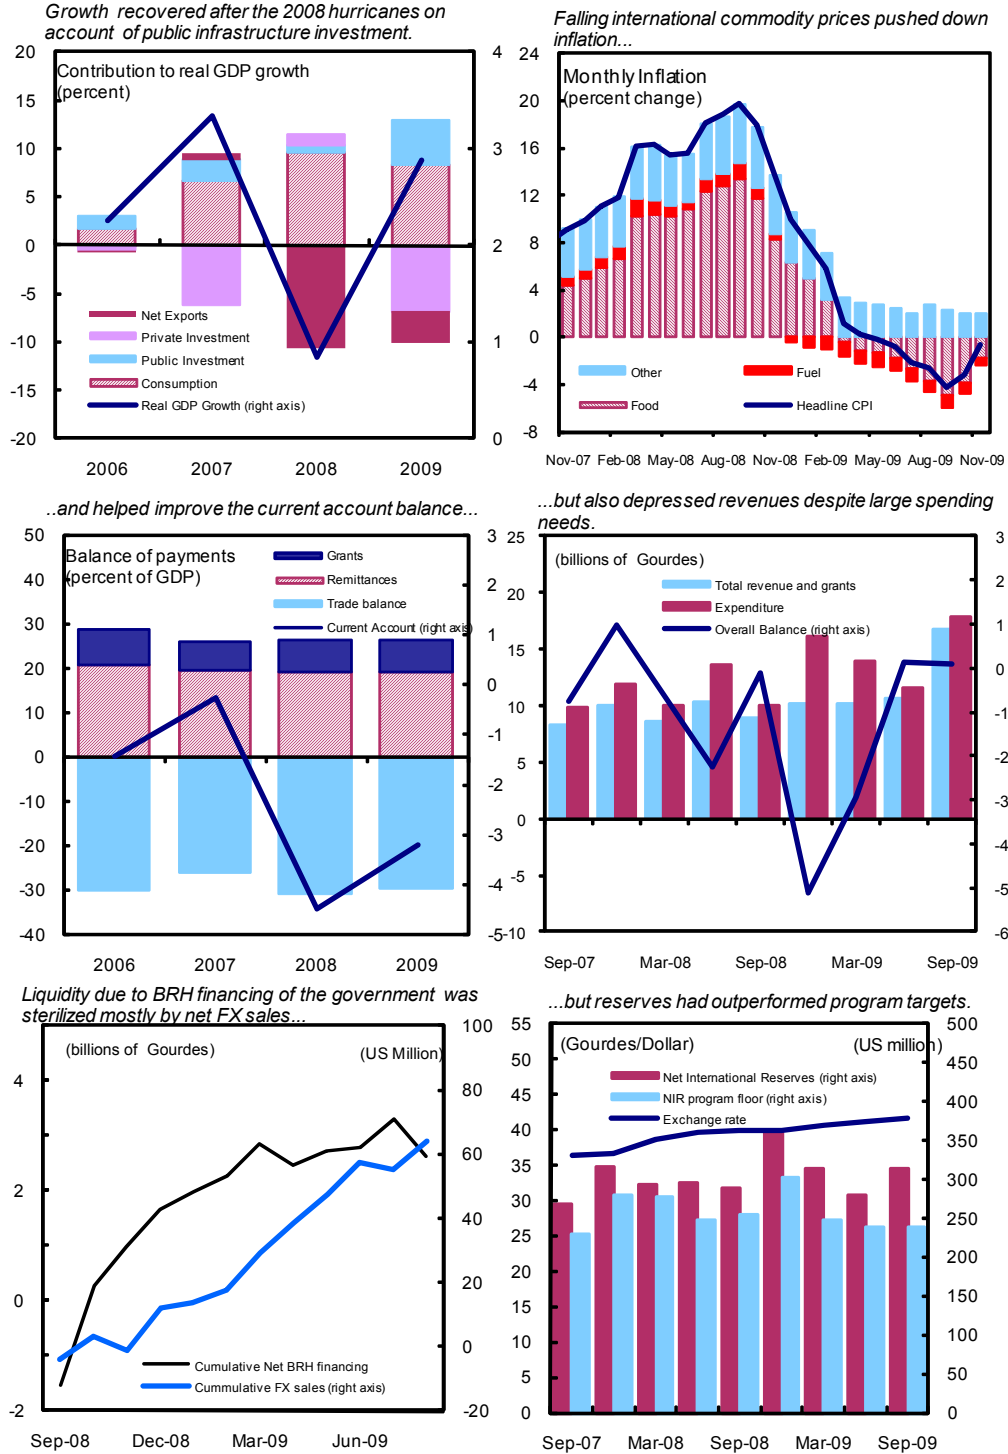 Growth recovered after the 2008 hurricanes on
account of public infrastructure investment.
20
15
10
5
0
-5
-10
-15
-20
4
3
2
1
0
Contribution to real GDP growth
(percent)
Net Exports
Private Investment
Public Investment
Consumption
Real GDP Growth (right axis)
2006 2007 2008 2009
Falling international commodity prices pushed down
inflation...
24
20
16
12
8
4
0
-4
-8
Monthly Inflation
(percent change)
Other Fuel
Food Headline CPI
Nov-07 Feb-08 May-08 Aug-08 Nov-08 Feb-09 May-09 Aug-09 Nov-09
..and helped improve the current account balance...
50
40
30
20
10
0
-10
-20
-30
-40
3
2
1
0
-1
-2
-3
-4
-5
Balance of payments
(percent of GDP)
Grants
Remittances
Trade balance
Current Account (right axis)
2006 2007 2008 2009
...but also depressed revenues despite large spending
needs.
25
20
15
10
5
0
-5
-10
3
2
1
0
-1
-2
-3
-4
-5
-6
(billions of Gourdes)
Total revenue and grants
Expenditure
Overall Balance (right axis)
Sep-07 Mar-08 Sep-08 Mar-09 Sep-09
Liquidity due to BRH financing of the government was
sterilized mostly by net FX sales...
4
2
0
-2
100
80
60
40
20
0
-20
(billions of Gourdes) (US Million)
Cumulative Net BRH financing
Cummulative FX sales (right axis)
Sep-08 Dec-08 Mar-09 Jun-09
...but reserves had outperformed program targets.
55
50
45
40
35
30
25
20
15
10
5
0
500
450
400
350
300
250
200
150
100
50
0
(Gourdes/Dollar) (US million)
Net International Reserves (right axis)
NIR program floor (right axis)
Exchange rate
Sep-07 Mar-08 Sep-08 Mar-09 Sep-09